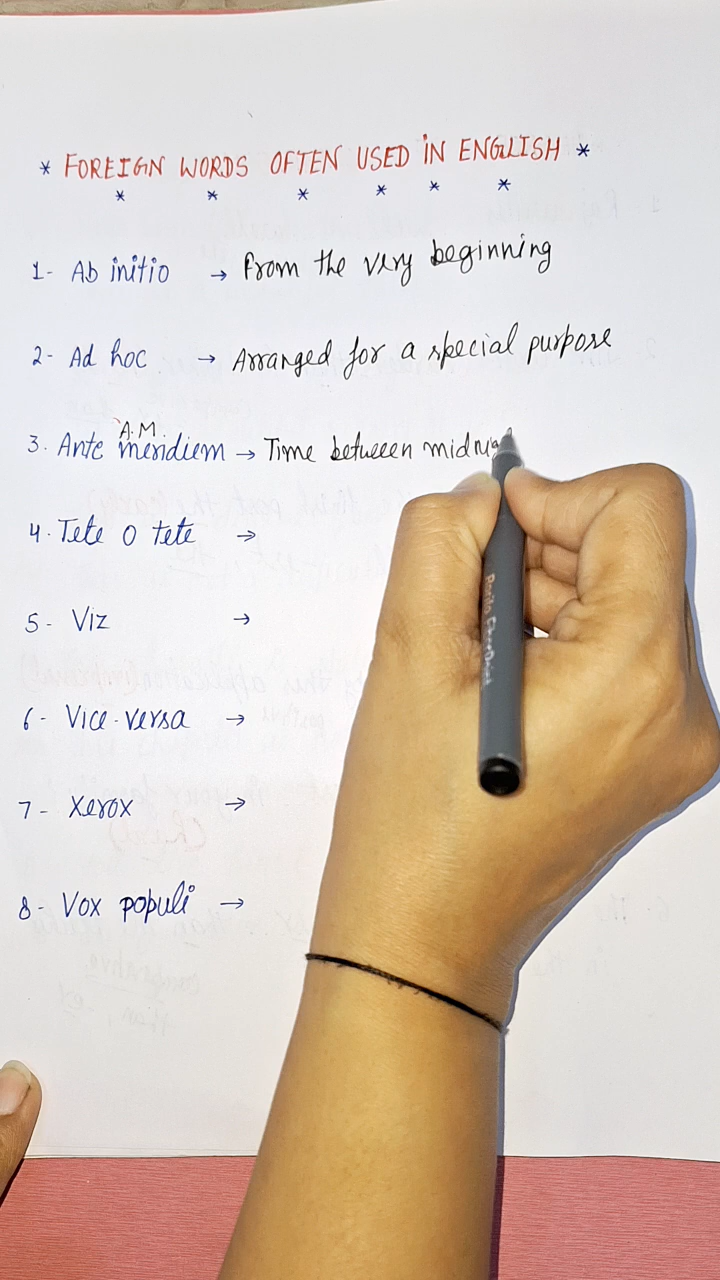 * FOREIGN WORDS OFTEN USED IN ENGLISH *
* * * * * *
1- Ab initio → From the very beginning
2- Ad hoc → Arranged for a special purpose
A.M.
3. Ante meridiem → Time between midnig
4. Tete O tete →
5- Viz →
6- Vice-versa →
7- Xerox →
8- Vox populi →